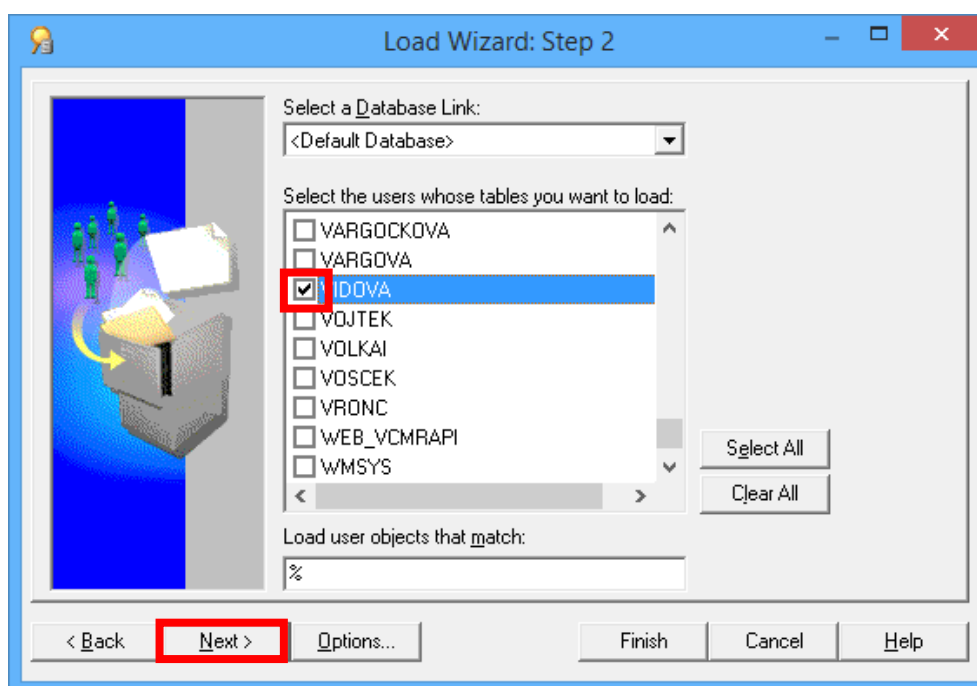 Load Wizard: Step 2
Select a Database Link:
<Default Database>
Select the users whose tables you want to load:
VARGOCKOVA
VARGOVA
VIDOVA
VOJTEK
VOLKAI
VOSCEK
VRONC
WEB_VCMRAPI
WMSYS
Select All
Clear All
Load user objects that match:
%
< Back Next > Options... Finish Cancel Help